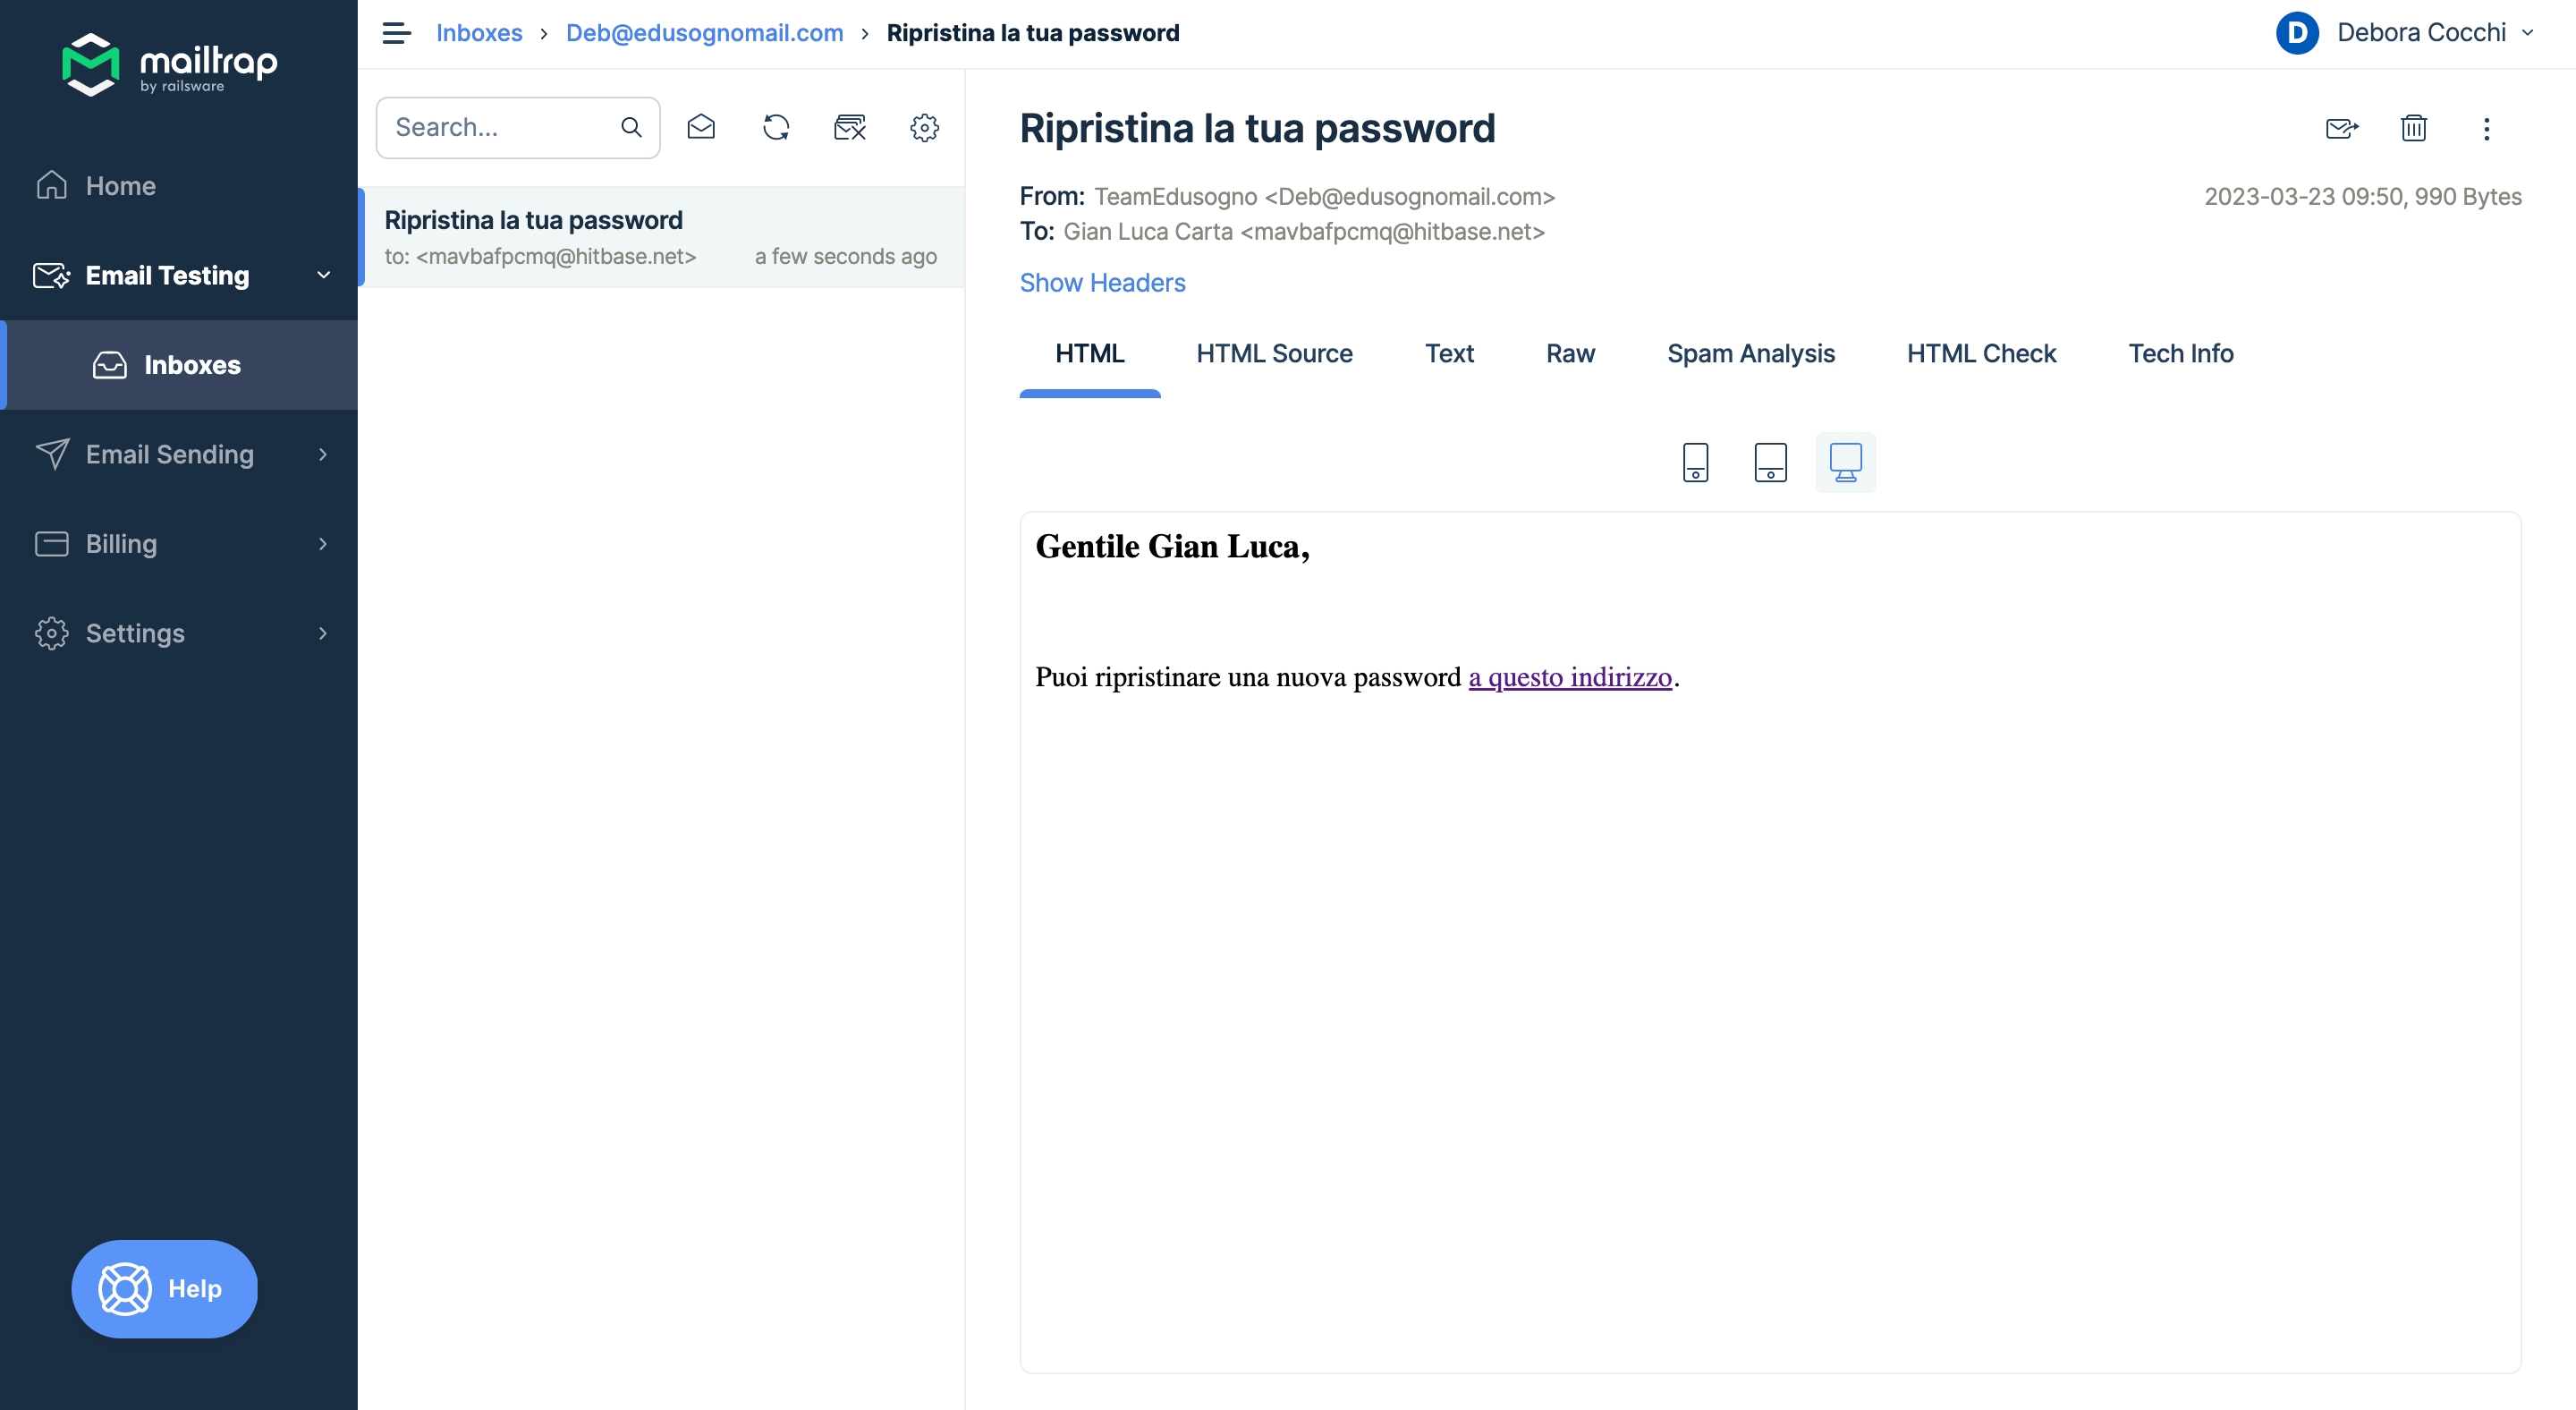 mailtrap
by railsware
Home
Email Testing
Inboxes
Email Sending
Billing
Settings
Help
Inboxes › Deb@edusognomail.com › Ripristina la tua password
D Debora Cocchi
Search...
Ripristina la tua password
to: <mavbafpcmq@hitbase.net> a few seconds ago
Ripristina la tua password
From: TeamEdusogno <Deb@edusognomail.com>
2023-03-23 09:50, 990 Bytes
To: Gian Luca Carta <mavbafpcmq@hitbase.net>
Show Headers
HTML HTML Source Text Raw Spam Analysis HTML Check Tech Info
Gentile Gian Luca,
Puoi ripristinare una nuova password a questo indirizzo.